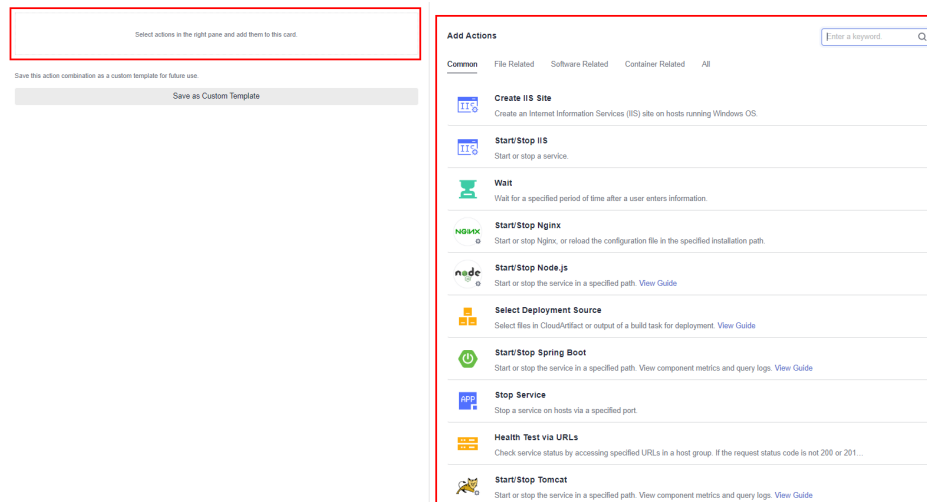 Select actions in the right pane and add them to this card.
Save this action combination as a custom template for future use.
Save as Custom Template
Add Actions
Enter a keyword.
Common File Related Software Related Container Related All
IIS
Create IIS Site
Create an Internet Information Services (IIS) site on hosts running Windows OS.
IIS
Start/Stop IIS
Start or stop a service.
Wait
Wait for a specified period of time after a user enters information.
NGINX
Start/Stop Nginx
Start or stop Nginx, or reload the configuration file in the specified installation path.
node
Start/Stop Node.js
Start or stop the service in a specified path. View Guide
Select Deployment Source
Select files in CloudArtifact or output of a build task for deployment. View Guide
Start/Stop Spring Boot
Start or stop the service in a specified path. View component metrics and query logs. View Guide
APP
Stop Service
Stop a service on hosts via a specified port.
Health Test via URLs
Check service status by accessing specified URLs in a host group. If the request status code is not 200 or 201...
Start/Stop Tomcat
Start or stop the service in a specified path. View component metrics and query logs. View Guide